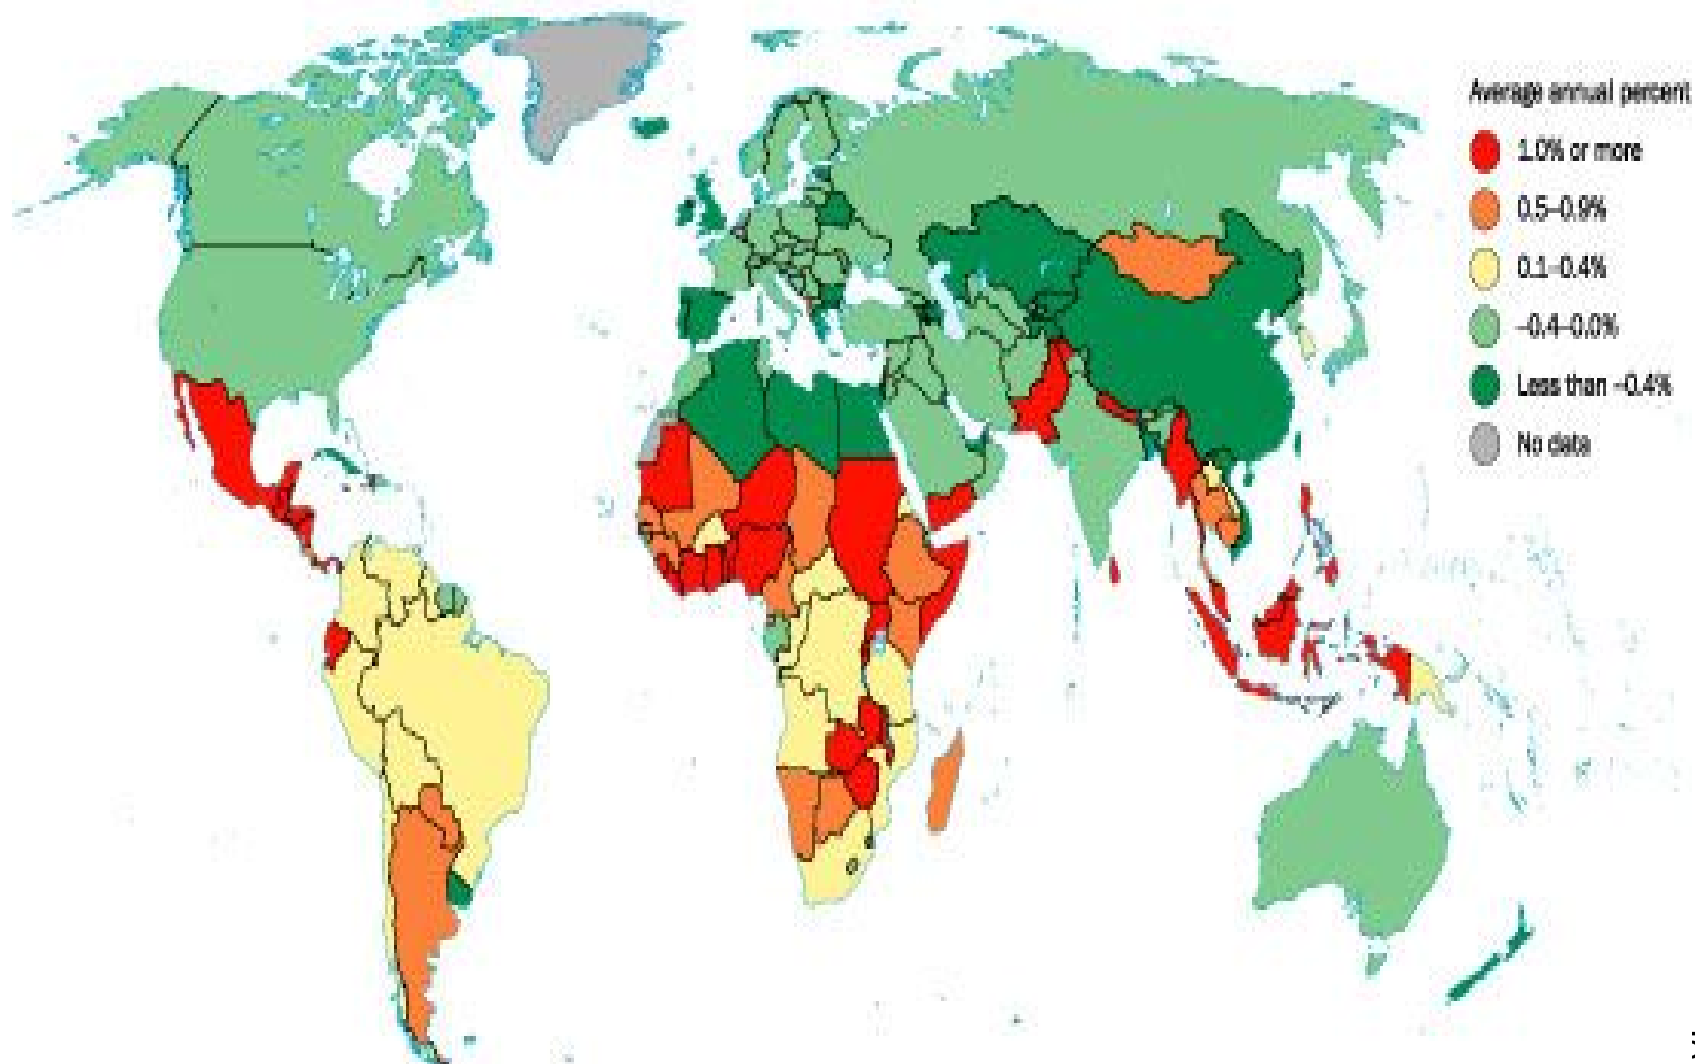 Average annual percent
1.0% or more
0.5–0.9%
0.1–0.4%
−0.4–0.0%
Less than −0.4%
No data